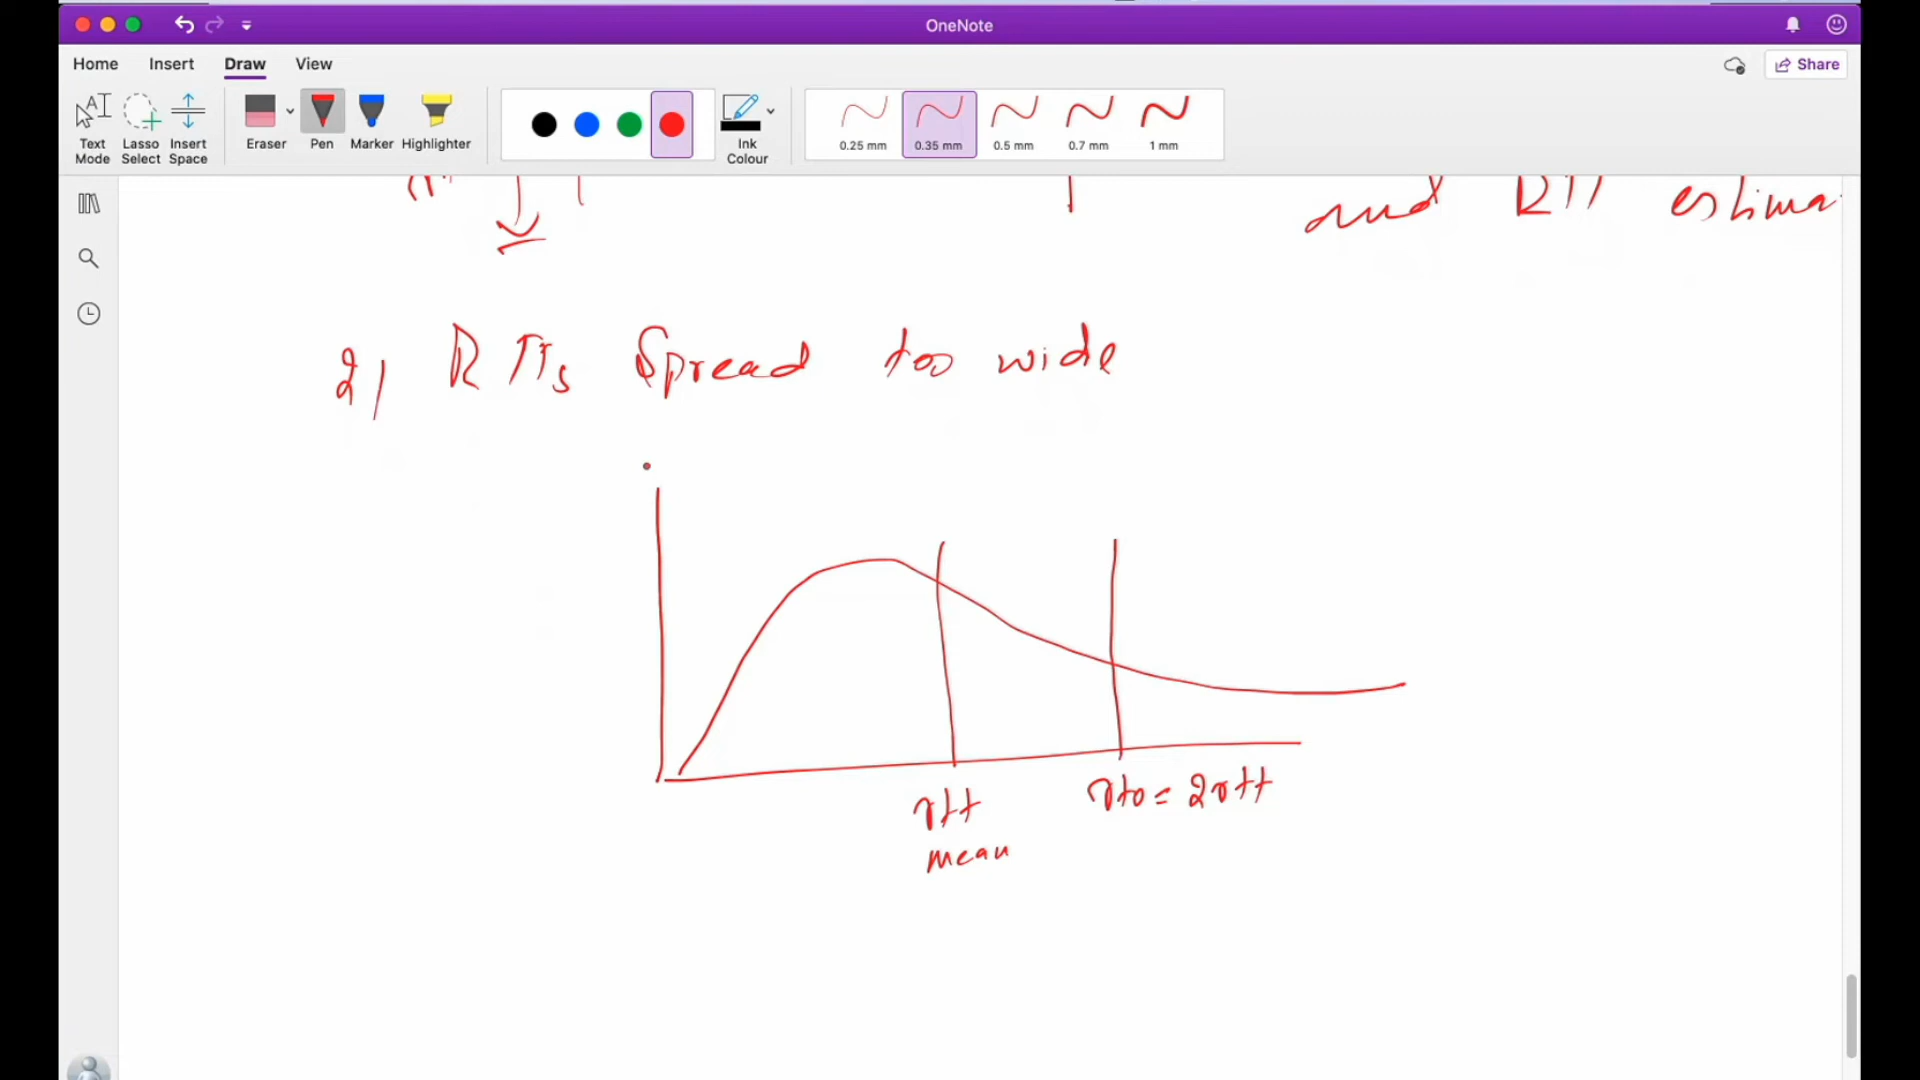 OneNote
Home Insert Draw View
Share
Text Mode
Lasso Select
Insert Space
Eraser
Pen
Marker
Highlighter
Ink Colour
0.25 mm
0.35 mm
0.5 mm
0.7 mm
1 mm
and RTT estima
2) RTTs Spread too wide
rtt
mean
rto = 2rtt